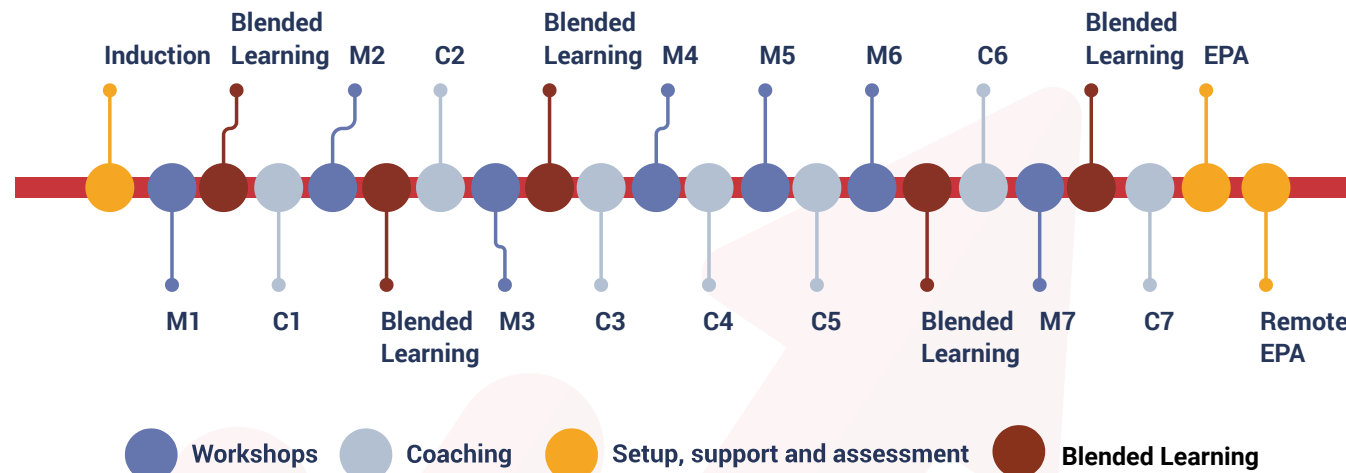 Blended
Learning
Blended
Learning
Blended
Learning
Induction
M2
C2
M4
M5
M6
C6
EPA
M1
C1
Blended
Learning
M3
C3
C4
C5
Blended
Learning
M7
C7
Remote
EPA
Workshops
Coaching
Setup, support and assessment
Blended Learning